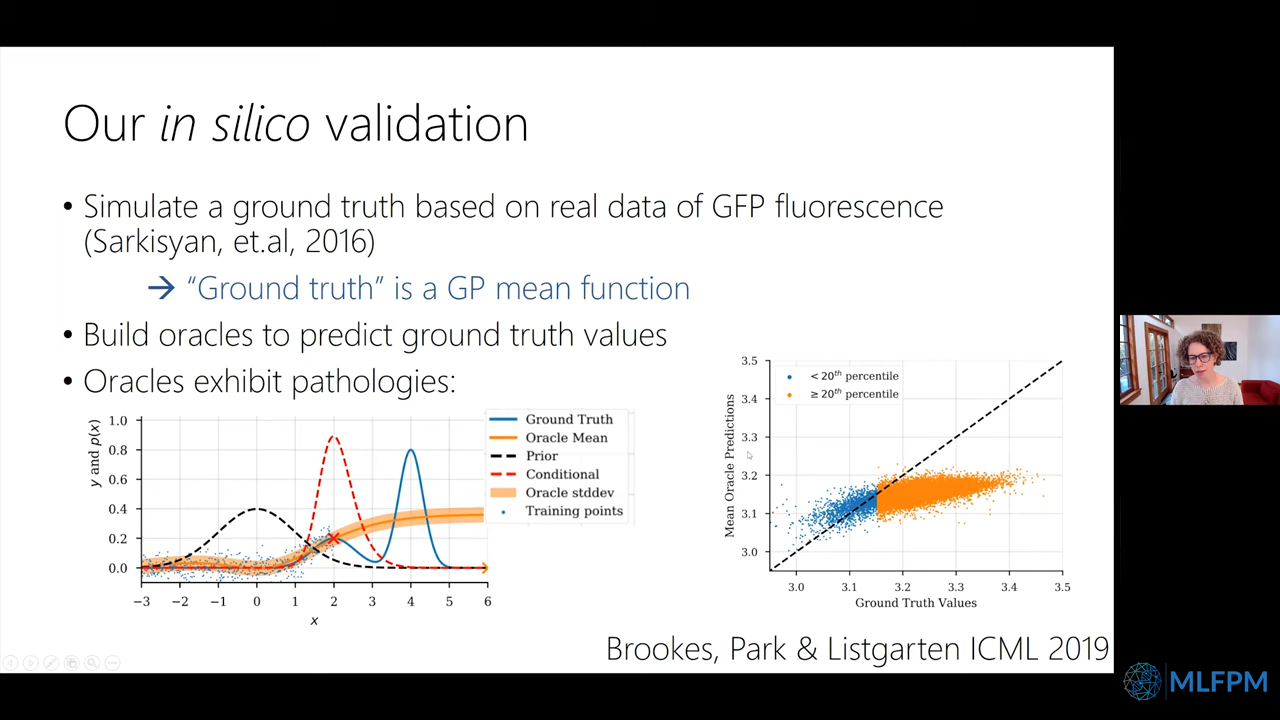 Our in silico validation
• Simulate a ground truth based on real data of GFP fluorescence
(Sarkisyan, et.al, 2016)
→ “Ground truth” is a GP mean function
• Build oracles to predict ground truth values
• Oracles exhibit pathologies:
y and p(x)
1.0
0.8
0.6
0.4
0.2
0.0
−3 −2 −1 0 1 2 3 4 5 6
x
Ground Truth
Oracle Mean
Prior
Conditional
Oracle stddev
Training points
Mean Oracle Predictions
3.5
3.4
3.3
3.2
3.1
3.0
< 20th percentile
≥ 20th percentile
3.0 3.1 3.2 3.3 3.4 3.5
Ground Truth Values
Brookes, Park & Listgarten ICML 2019
MLFPM